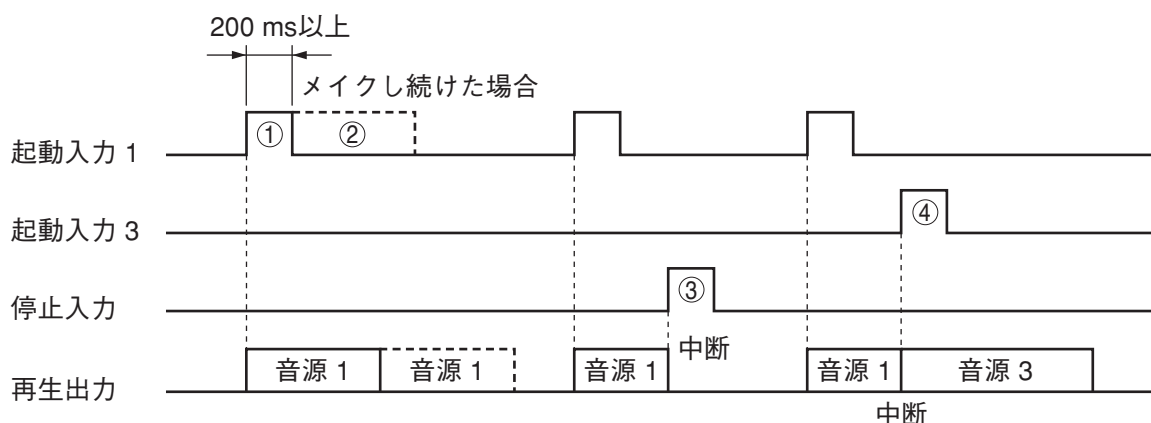 200 ms以上
メイクし続けた場合
起動入力 1
① ②
起動入力 3
④
停止入力
③
中断
再生出力
音源 1 音源 1 音源 1 音源 1 音源 3
中断